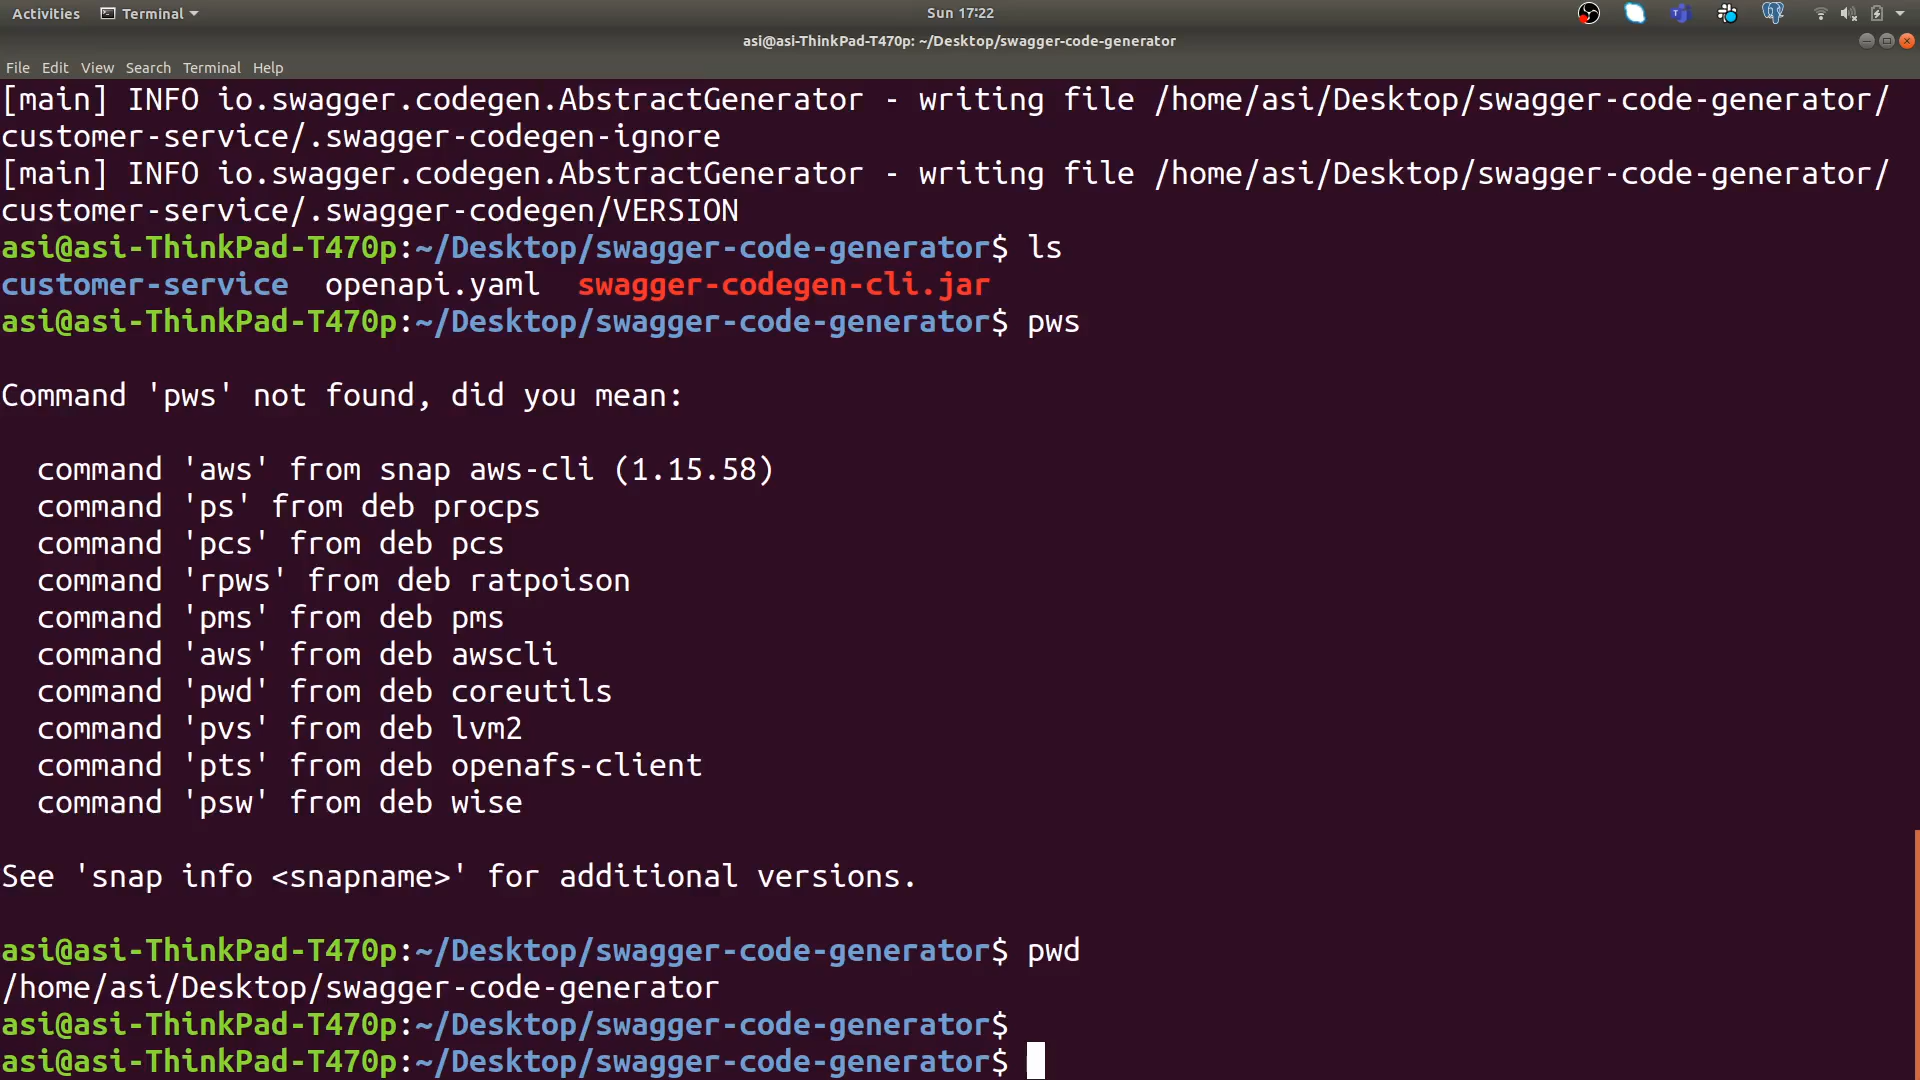 Activities Terminal Sun 17:22
asi@asi-ThinkPad-T470p: ~/Desktop/swagger-code-generator
File Edit View Search Terminal Help
[main] INFO io.swagger.codegen.AbstractGenerator - writing file /home/asi/Desktop/swagger-code-generator/
customer-service/.swagger-codegen-ignore
[main] INFO io.swagger.codegen.AbstractGenerator - writing file /home/asi/Desktop/swagger-code-generator/
customer-service/.swagger-codegen/VERSION
asi@asi-ThinkPad-T470p:~/Desktop/swagger-code-generator$ ls
customer-service  openapi.yaml  swagger-codegen-cli.jar
asi@asi-ThinkPad-T470p:~/Desktop/swagger-code-generator$ pws
Command 'pws' not found, did you mean:
  command 'aws' from snap aws-cli (1.15.58)
  command 'ps' from deb procps
  command 'pcs' from deb pcs
  command 'rpws' from deb ratpoison
  command 'pms' from deb pms
  command 'aws' from deb awscli
  command 'pwd' from deb coreutils
  command 'pvs' from deb lvm2
  command 'pts' from deb openafs-client
  command 'psw' from deb wise
See 'snap info <snapname>' for additional versions.
asi@asi-ThinkPad-T470p:~/Desktop/swagger-code-generator$ pwd
/home/asi/Desktop/swagger-code-generator
asi@asi-ThinkPad-T470p:~/Desktop/swagger-code-generator$
asi@asi-ThinkPad-T470p:~/Desktop/swagger-code-generator$